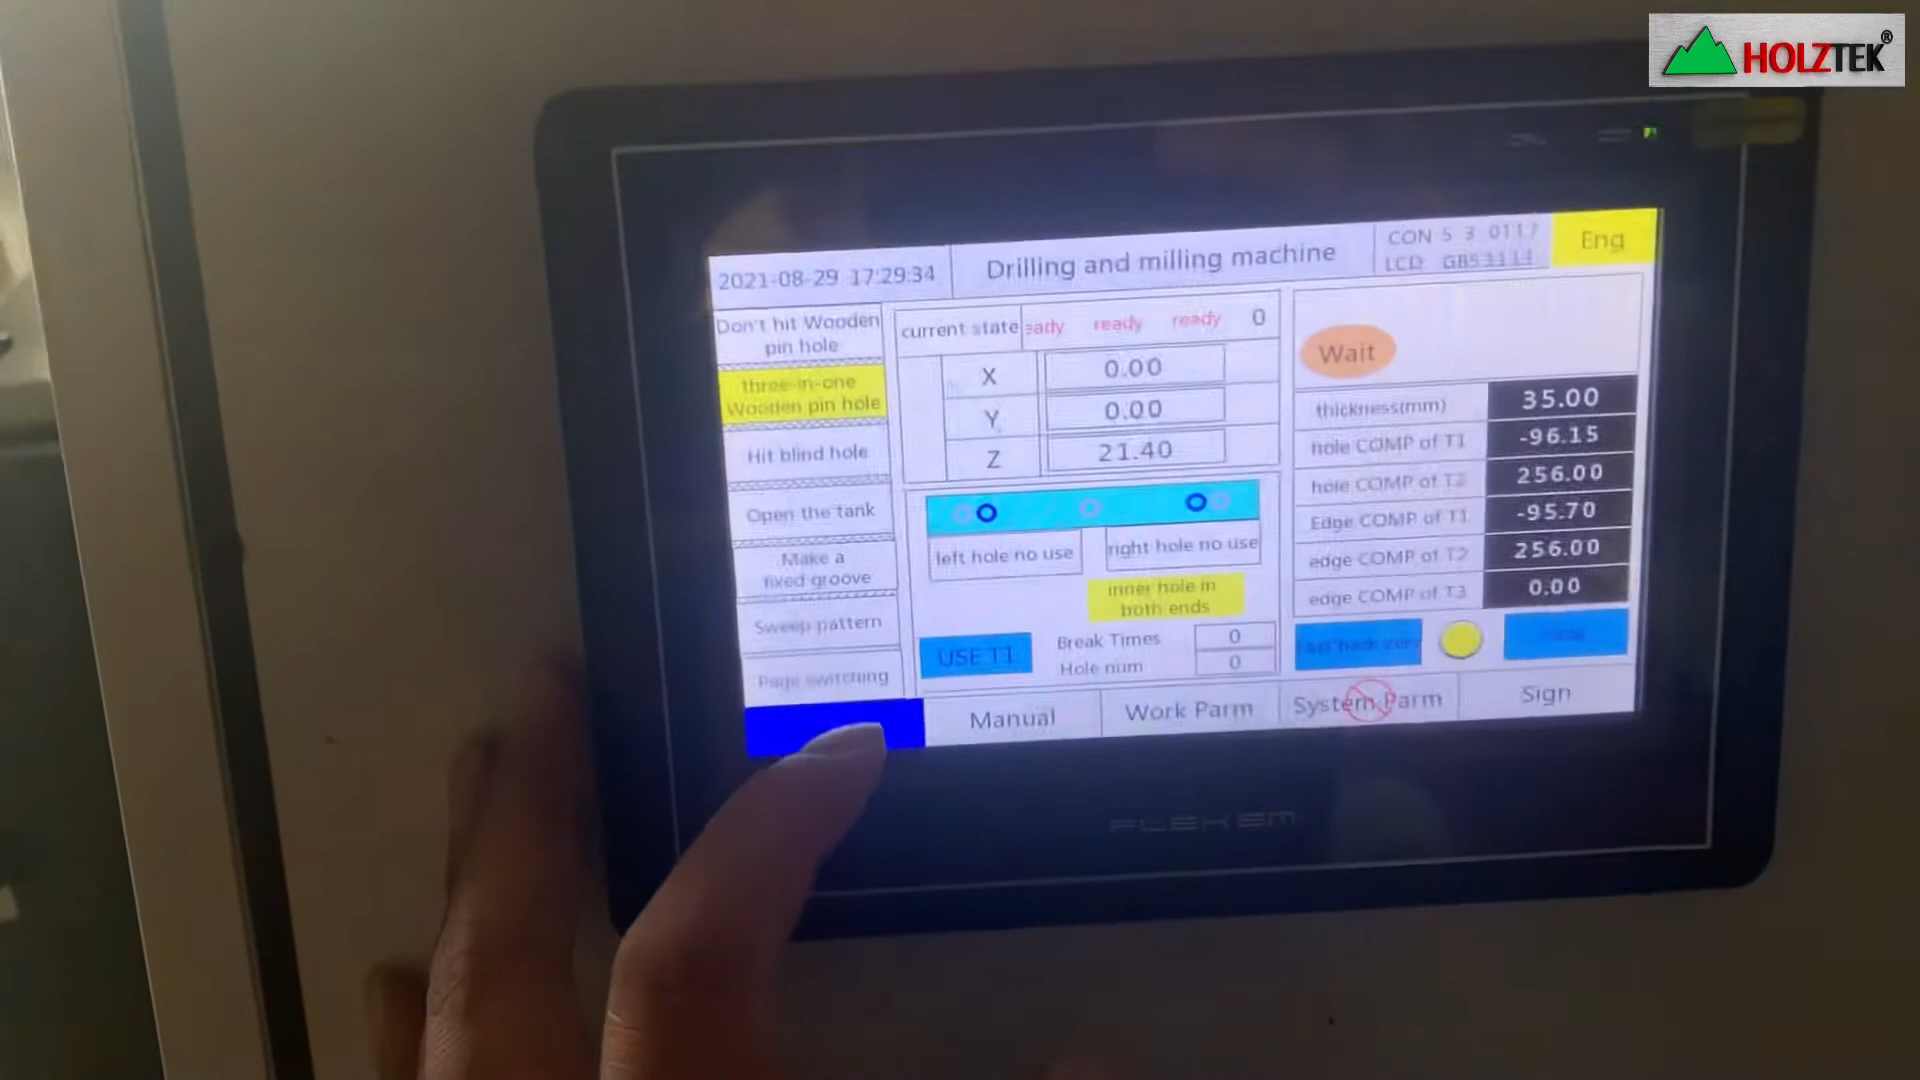 HOLZTEK®
2021-08-29 17:29:34
Drilling and milling machine
CON 5 3 0117
LCD GB53113
Eng
Don't hit Wooden
pin hole
three-in-one
Wooden pin hole
Hit blind hole
Open the tank
Make a
fixed groove
Sweep pattern
Page switching
current state
eady ready ready 0
X 0.00
Y 0.00
Z 21.40
left hole no use
right hole no use
inner hole in
both ends
USE T1
Break Times 0
Hole num 0
Wait
thickness(mm) 35.00
hole COMP of T1 -96.15
hole COMP of T2 256.00
Edge COMP of T1 -95.70
edge COMP of T2 256.00
edge COMP of T3 0.00
Fast back zero
Manual
Work Parm
System Parm
Sign
FLEXEM